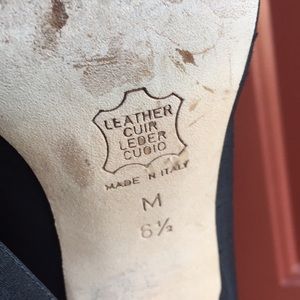 LEATHER
CUIR
LEDER
CUOIO
MADE IN ITALY
M
6½